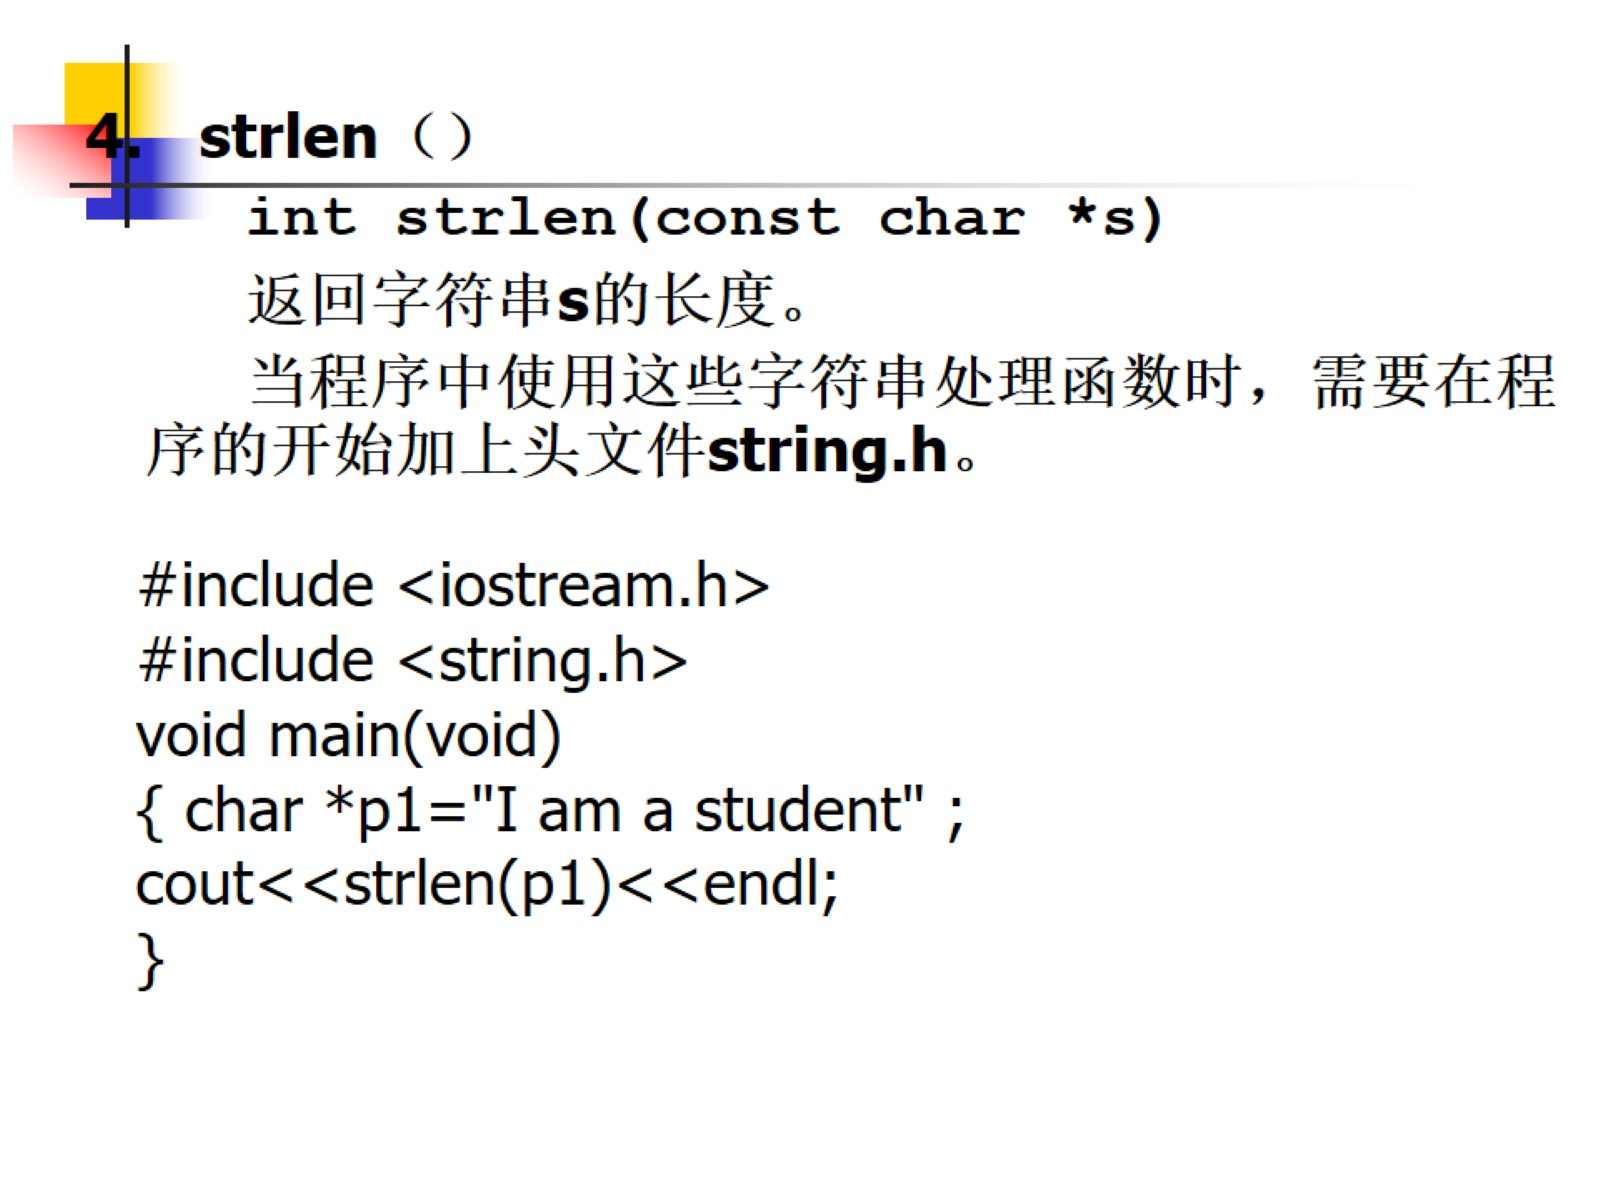 4. strlen（）
int strlen(const char *s)
返回字符串s的长度。
当程序中使用这些字符串处理函数时，需要在程
序的开始加上头文件string.h。
#include <iostream.h>
#include <string.h>
void main(void)
{ char *p1="I am a student" ;
cout<<strlen(p1)<<endl;
}